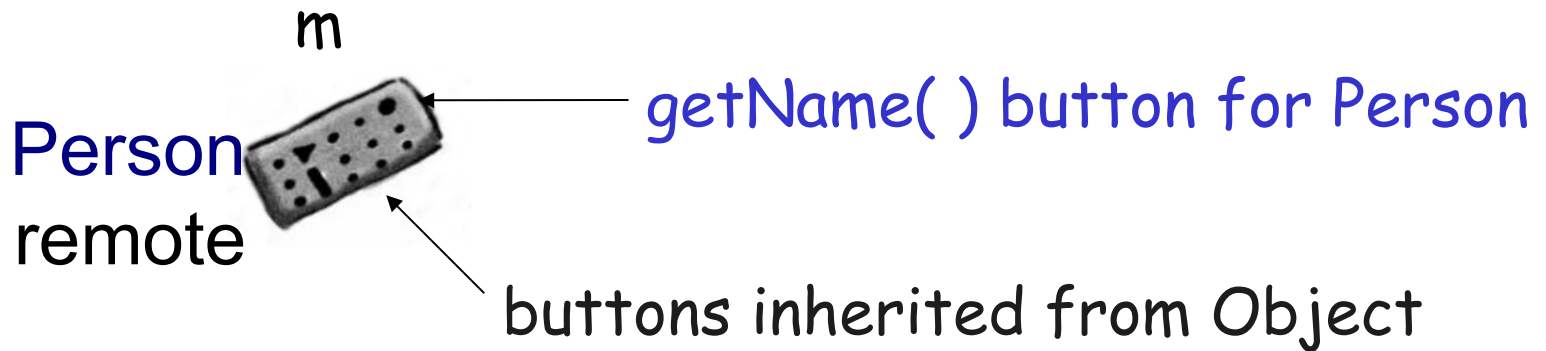 m
getName( ) button for Person
Person
remote
buttons inherited from Object